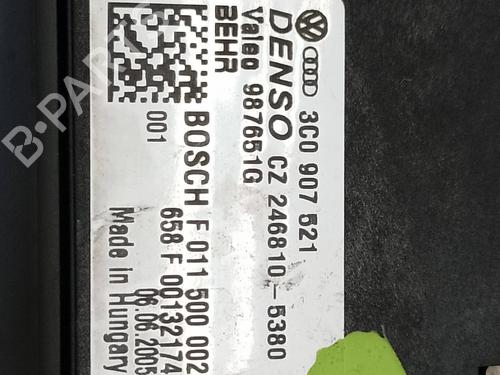 3C0 907 521
DENSO CZ 246810-5380
Valeo 987651G
BEHR
001
BOSCH F 011 500 002
658 F 00132174
Made in Hungary
06.06.2005
B-PARTS